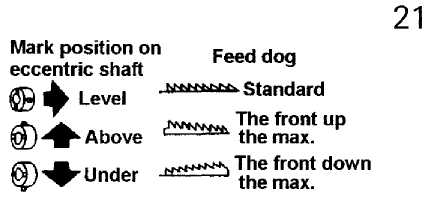 21
Mark position on
eccentric shaft
Feed dog
Level
Standard
Above
The front up
the max.
Under
The front down
the max.